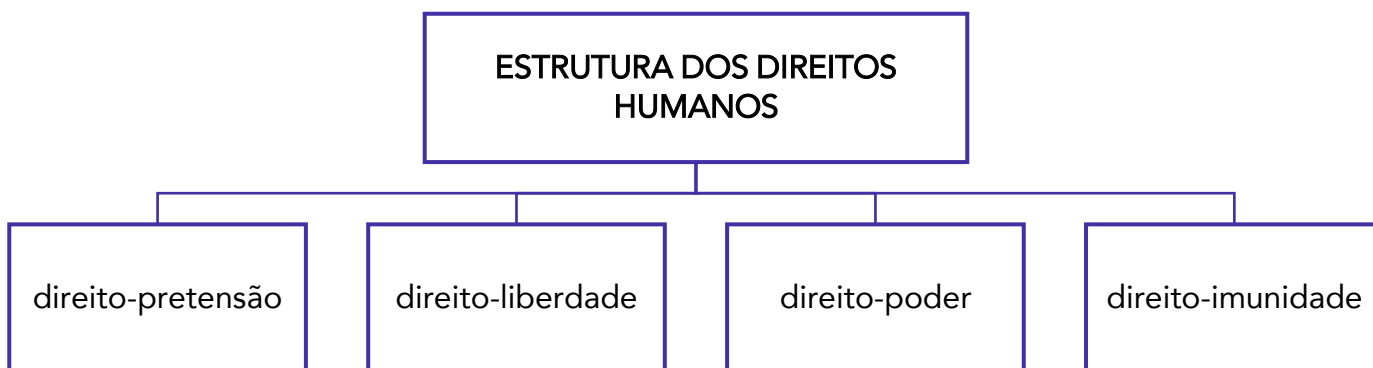 ESTRUTURA DOS DIREITOS
HUMANOS
direito-pretensão
direito-liberdade
direito-poder
direito-imunidade